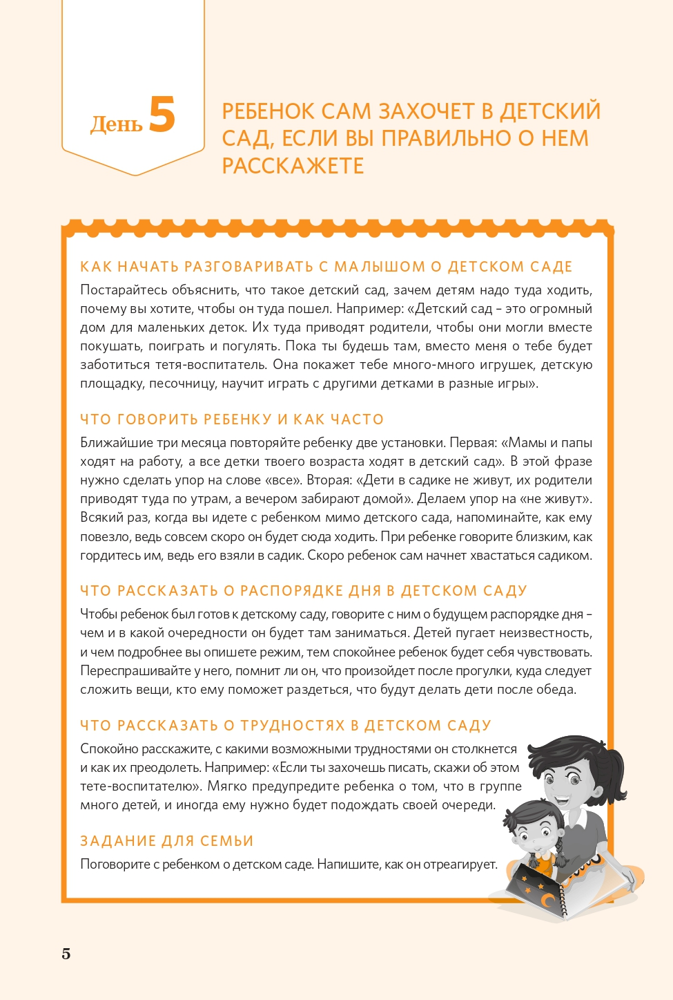 День 5
РЕБЕНОК САМ ЗАХОЧЕТ В ДЕТСКИЙ
САД, ЕСЛИ ВЫ ПРАВИЛЬНО О НЕМ
РАССКАЖЕТЕ
КАК НАЧАТЬ РАЗГОВАРИВАТЬ С МАЛЫШОМ О ДЕТСКОМ САДЕ
Постарайтесь объяснить, что такое детский сад, зачем детям надо туда ходить,
почему вы хотите, чтобы он туда пошел. Например: «Детский сад – это огромный
дом для маленьких деток. Их туда приводят родители, чтобы они могли вместе
покушать, поиграть и погулять. Пока ты будешь там, вместо меня о тебе будет
заботиться тетя-воспитатель. Она покажет тебе много-много игрушек, детскую
площадку, песочницу, научит играть с другими детками в разные игры».
ЧТО ГОВОРИТЬ РЕБЕНКУ И КАК ЧАСТО
Ближайшие три месяца повторяйте ребенку две установки. Первая: «Мамы и папы
ходят на работу, а все детки твоего возраста ходят в детский сад». В этой фразе
нужно сделать упор на слове «все». Вторая: «Дети в садике не живут, их родители
приводят туда по утрам, а вечером забирают домой». Делаем упор на «не живут».
Всякий раз, когда вы идете с ребенком мимо детского сада, напоминайте, как ему
повезло, ведь совсем скоро он будет сюда ходить. При ребенке говорите близким, как
гордитесь им, ведь его взяли в садик. Скоро ребенок сам начнет хвастаться садиком.
ЧТО РАССКАЗАТЬ О РАСПОРЯДКЕ ДНЯ В ДЕТСКОМ САДУ
Чтобы ребенок был готов к детскому саду, говорите с ним о будущем распорядке дня –
чем и в какой очередности он будет там заниматься. Детей пугает неизвестность,
и чем подробнее вы опишете режим, тем спокойнее ребенок будет себя чувствовать.
Переспрашивайте у него, помнит ли он, что произойдет после прогулки, куда следует
сложить вещи, кто ему поможет раздеться, что будут делать дети после обеда.
ЧТО РАССКАЗАТЬ О ТРУДНОСТЯХ В ДЕТСКОМ САДУ
Спокойно расскажите, с какими возможными трудностями он столкнется
и как их преодолеть. Например: «Если ты захочешь писать, скажи об этом
тете-воспитателю». Мягко предупредите ребенка о том, что в группе
много детей, и иногда ему нужно будет подождать своей очереди.
ЗАДАНИЕ ДЛЯ СЕМЬИ
Поговорите с ребенком о детском саде. Напишите, как он отреагирует.
5